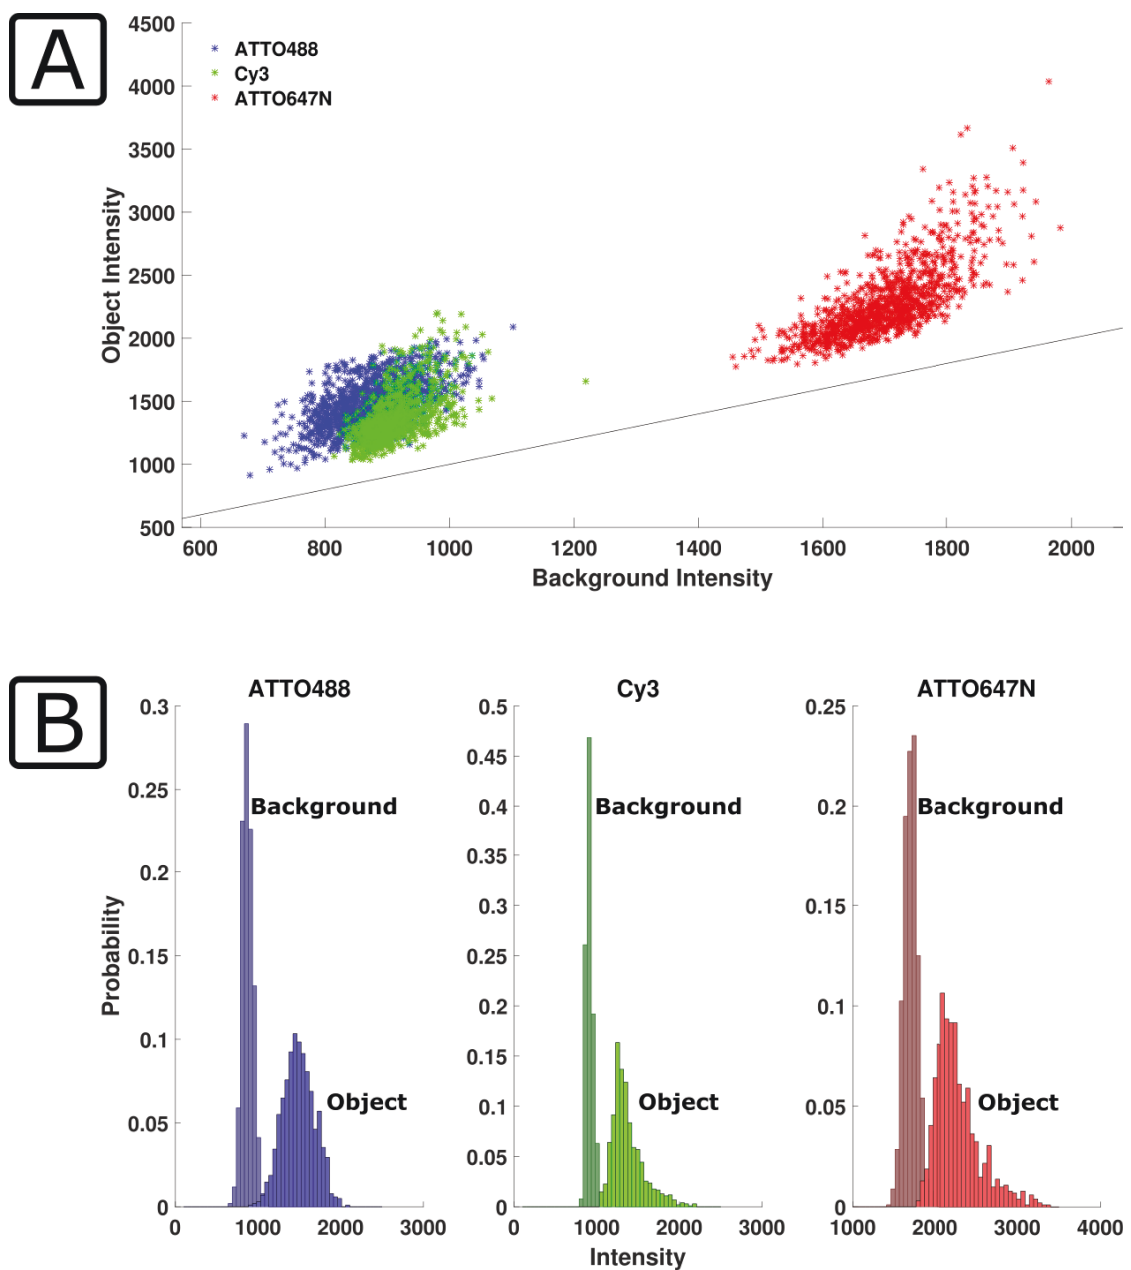 A
4500
4000
3500
3000
2500
2000
1500
1000
500
Object Intensity
ATTO488
Cy3
ATTO647N
600 800 1000 1200 1400 1600 1800 2000
Background Intensity
B
ATTO488
0.3
0.25
0.2
0.15
0.1
0.05
0
Probability
Background
Object
0 1000 2000 3000
Cy3
0.5
0.45
0.4
0.35
0.3
0.25
0.2
0.15
0.1
0.05
0
Background
Object
0 1000 2000 3000
Intensity
ATTO647N
0.25
0.2
0.15
0.1
0.05
0
Background
Object
1000 2000 3000 4000